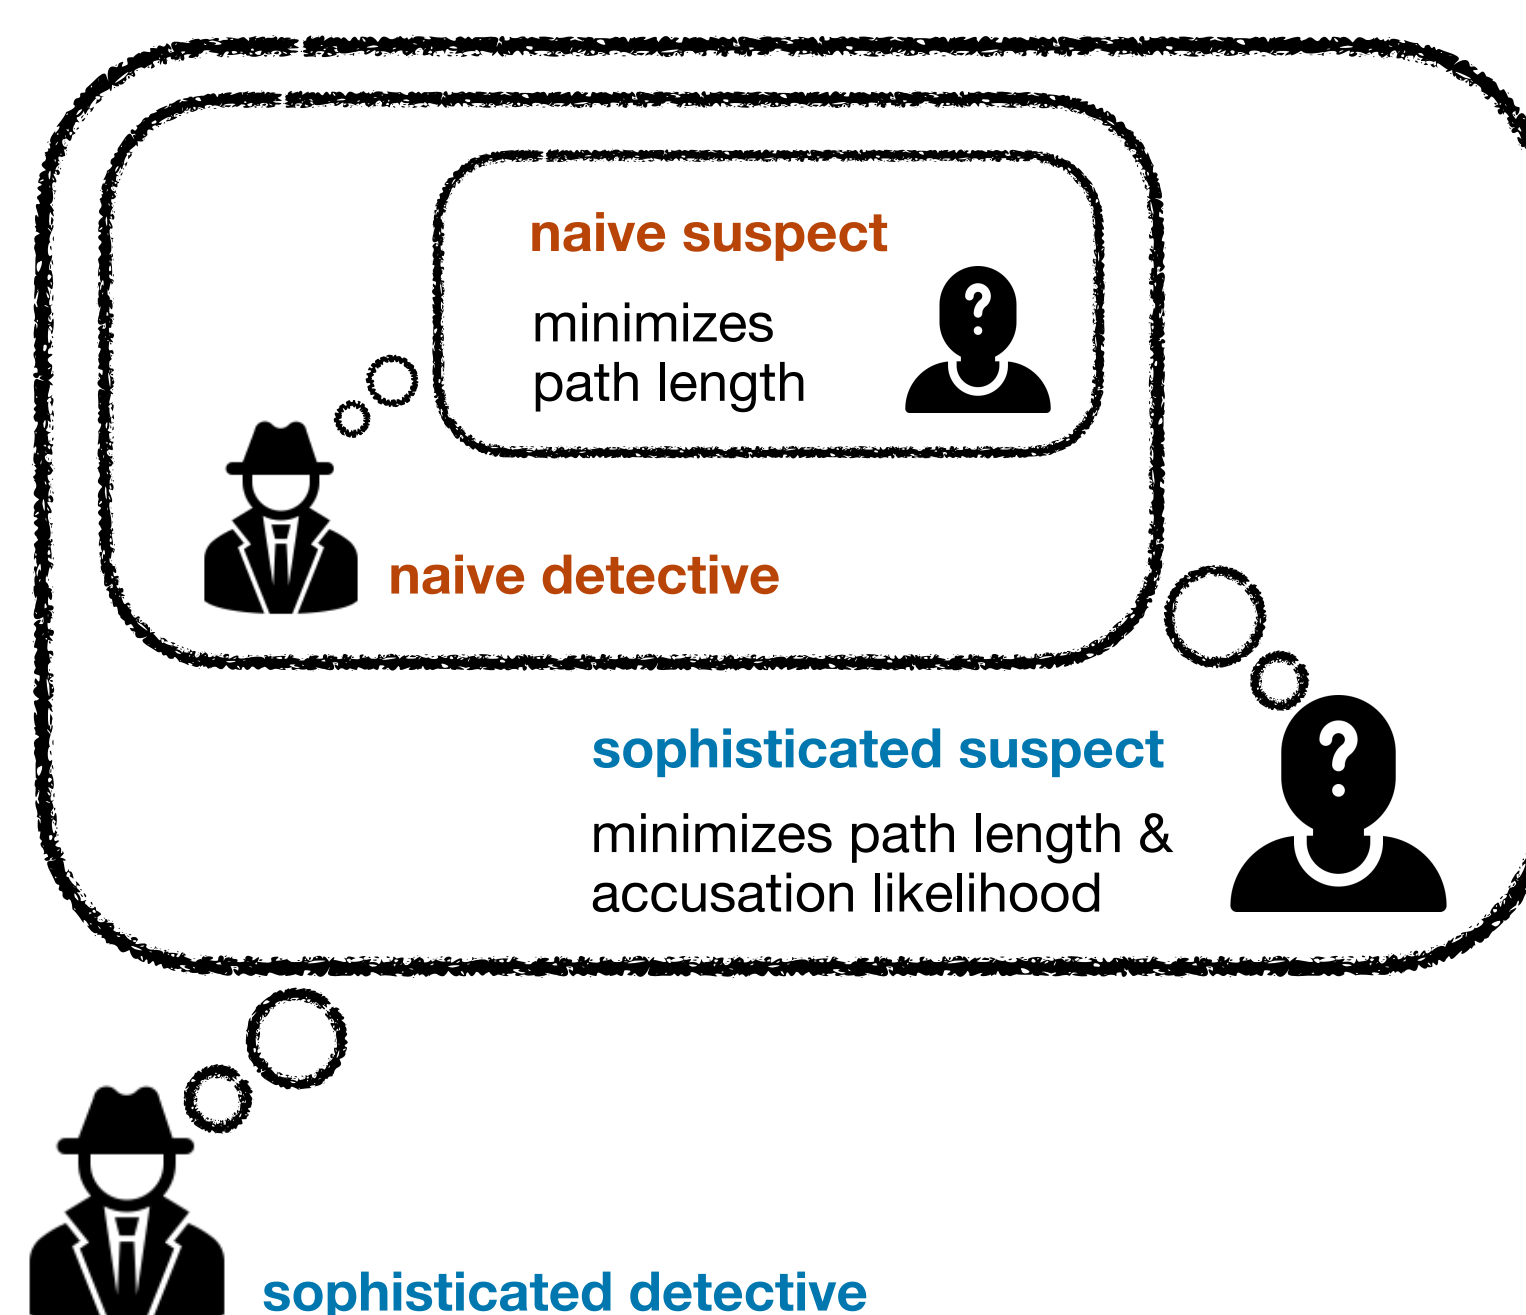 naive suspect
minimizes
path length
naive detective
sophisticated suspect
minimizes path length &
accusation likelihood
sophisticated detective